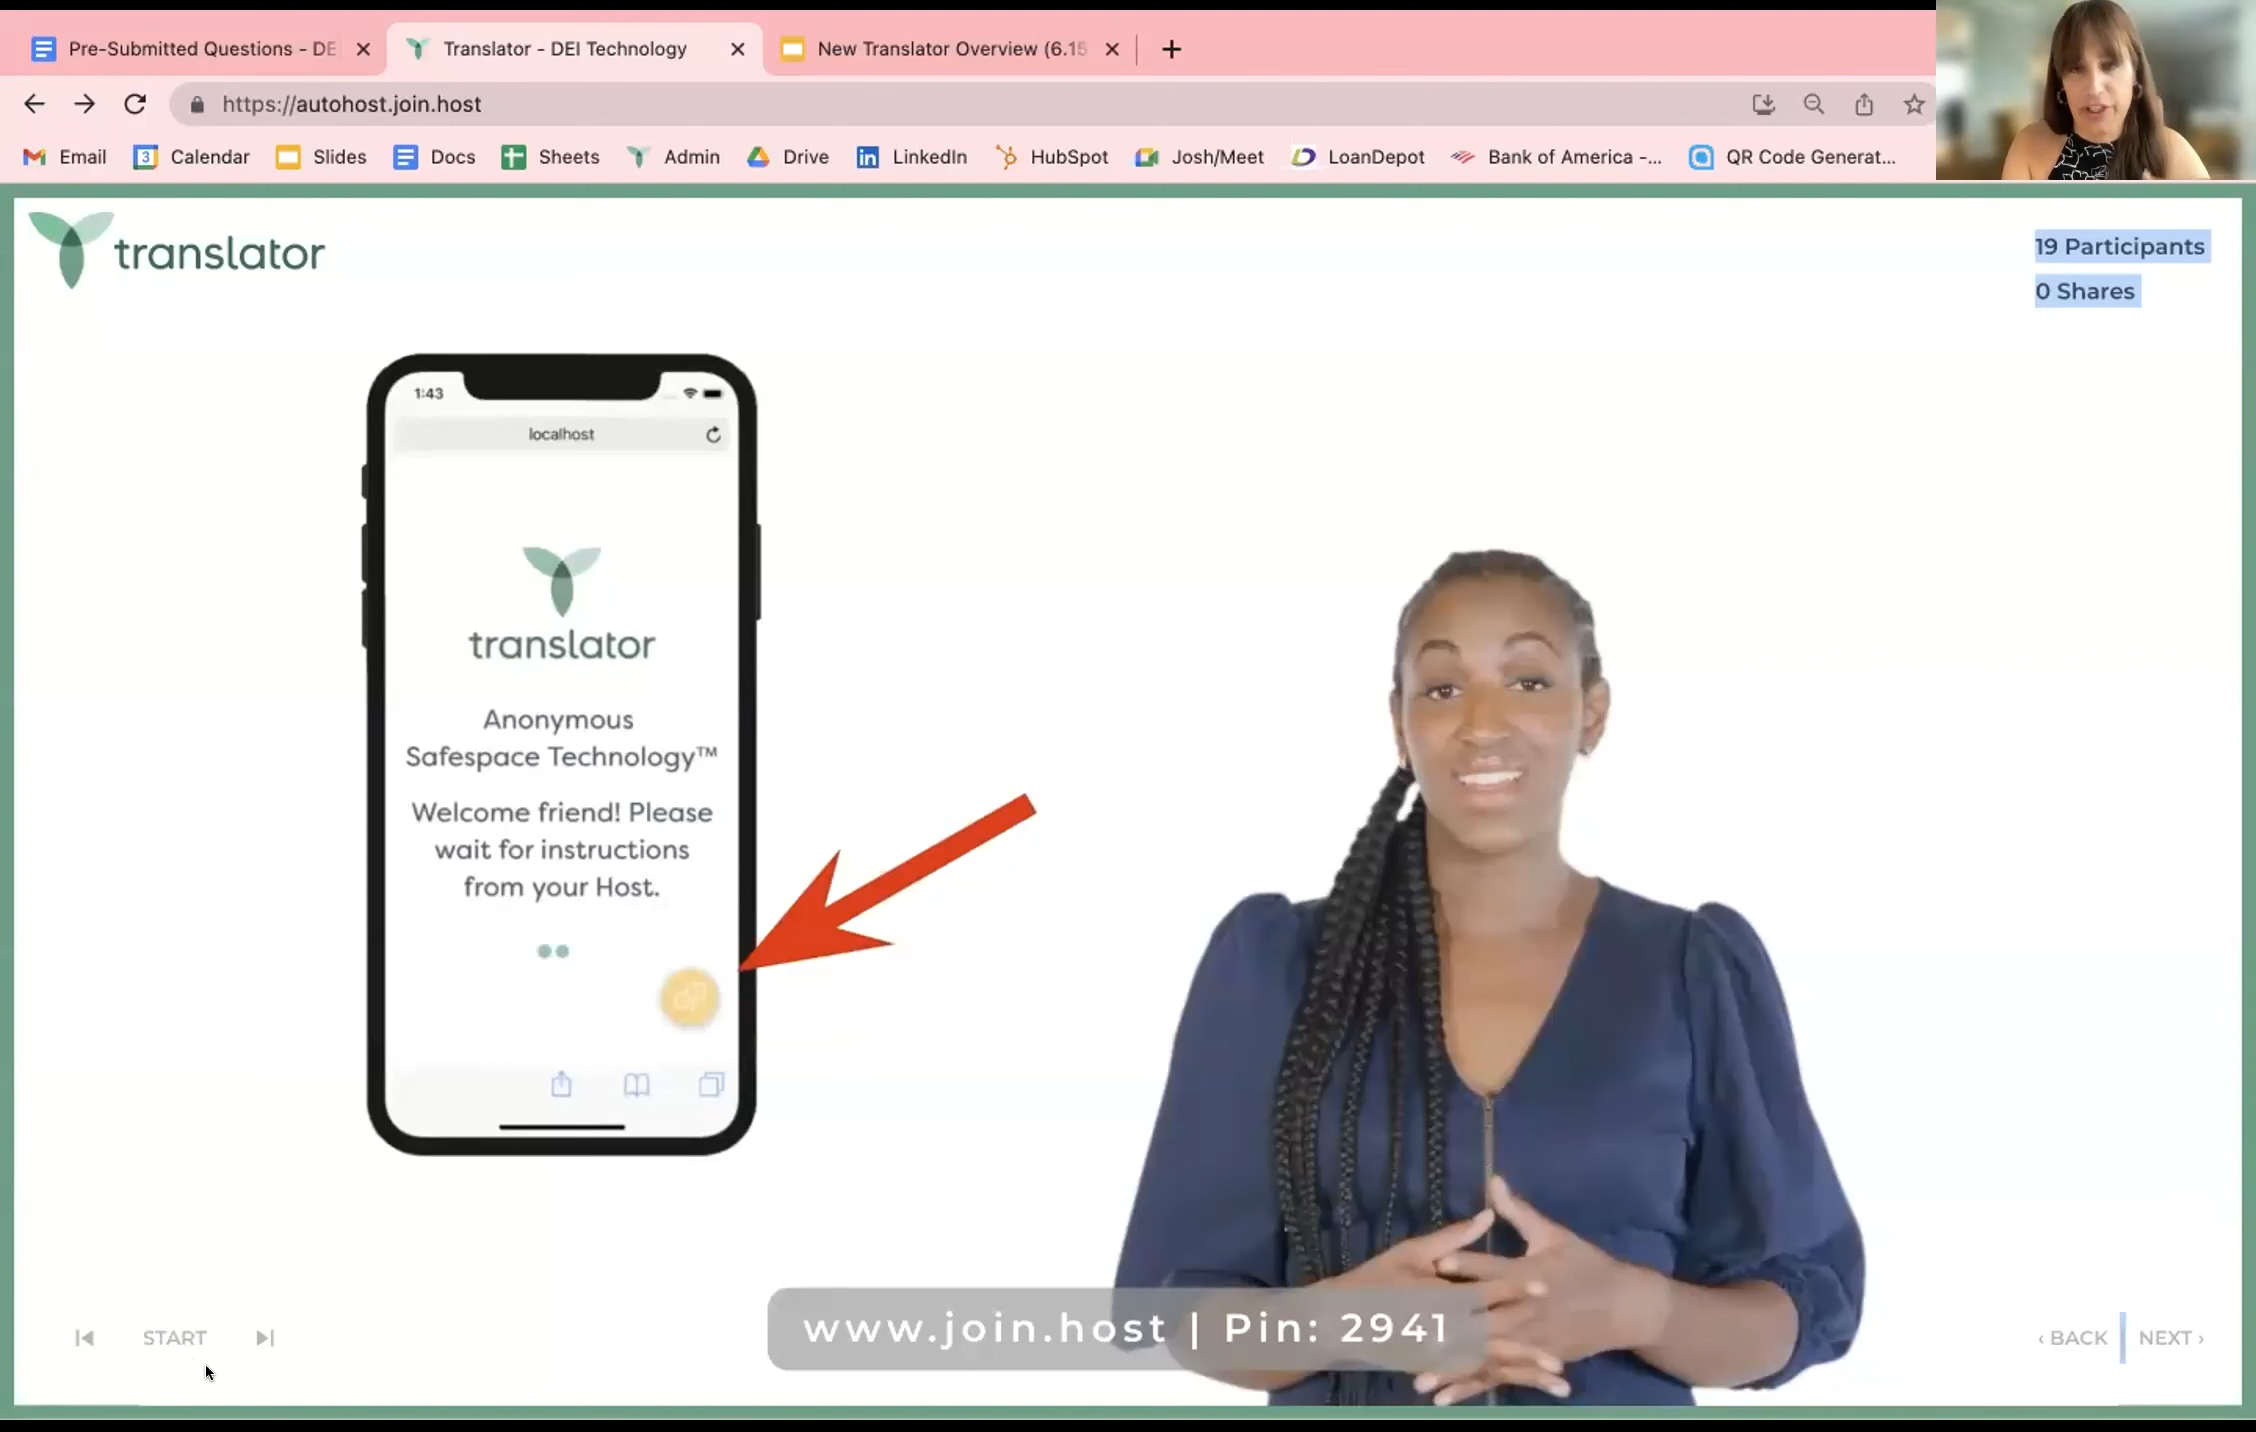 Pre-Submitted Questions - DE
Translator - DEI Technology
New Translator Overview (6.15
https://autohost.join.host
Email
3
Calendar
Slides
Docs
Sheets
Admin
Drive
in
LinkedIn
HubSpot
Josh/Meet
LoanDepot
Bank of America -...
QR Code Generat...
translator
19 Participants
0 Shares
1:43
localhost
translator
Anonymous
Safespace Technology™
Welcome friend! Please
wait for instructions
from your Host.
www.join.host | Pin: 2941
START
‹ BACK
NEXT ›